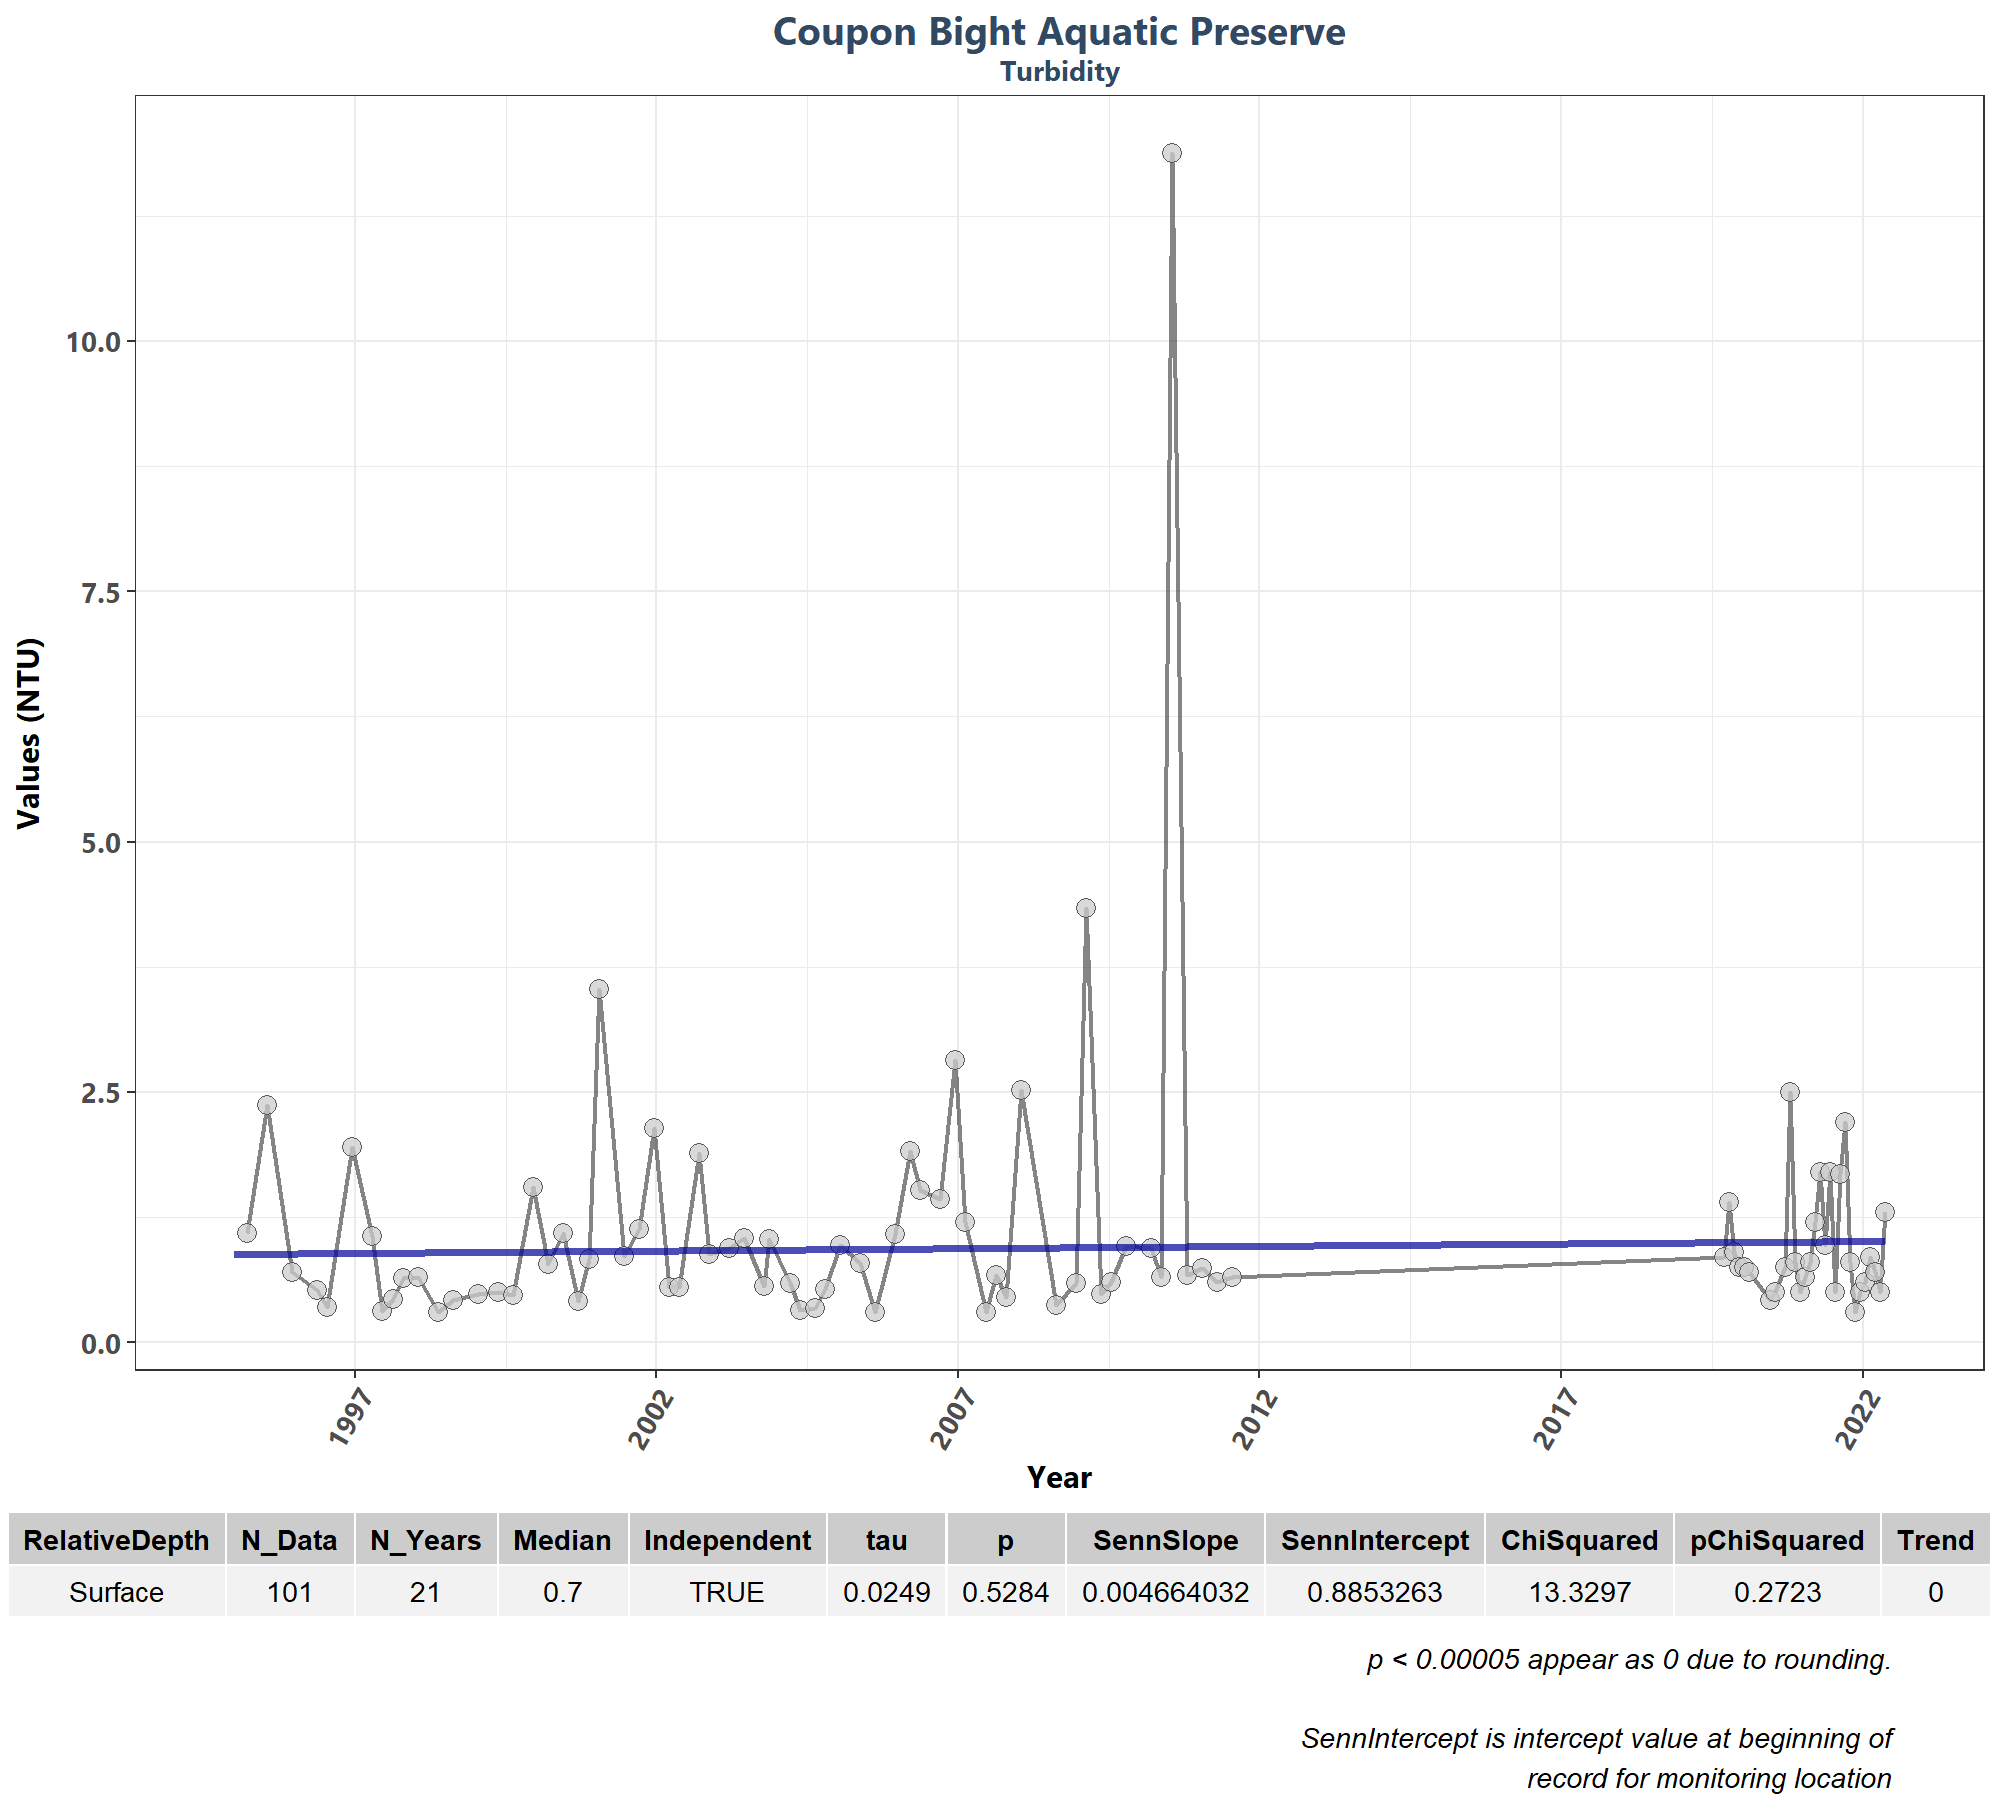 Coupon Bight Aquatic Preserve
Turbidity
Values (NTU)
10.0
7.5
5.0
2.5
0.0
1997 2002 2007 2012 2017 2022
Year
RelativeDepth N_Data N_Years Median Independent tau p SennSlope SennIntercept ChiSquared pChiSquared Trend
Surface 101 21 0.7 TRUE 0.0249 0.5284 0.004664032 0.8853263 13.3297 0.2723 0
p < 0.00005 appear as 0 due to rounding.
SennIntercept is intercept value at beginning of
record for monitoring location